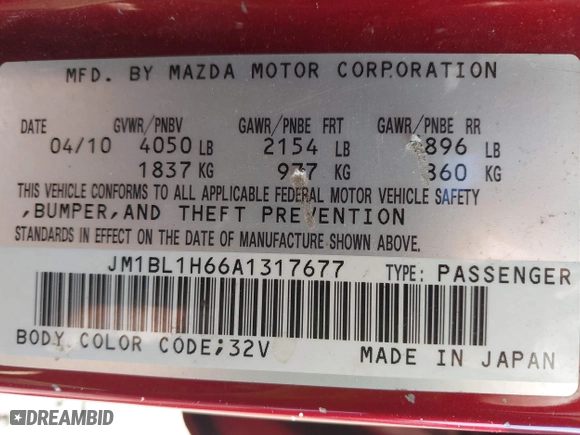 MFD. BY MAZDA MOTOR CORPORATION
DATE GVWR/PNBV GAWR/PNBE FRT GAWR/PNBE RR
04/10 4050 LB 2154 LB 896 LB
1837 KG 977 KG 860 KG
THIS VEHICLE CONFORMS TO ALL APPLICABLE FEDERAL MOTOR VEHICLE SAFETY
,BUMPER,AND THEFT PREVENTION
STANDARDS IN EFFECT ON THE DATE OF MANUFACTURE SHOWN ABOVE.
JM1BL1H66A1317677 TYPE: PASSENGER
BODY COLOR CODE;32V
MADE IN JAPAN
DREAMBID